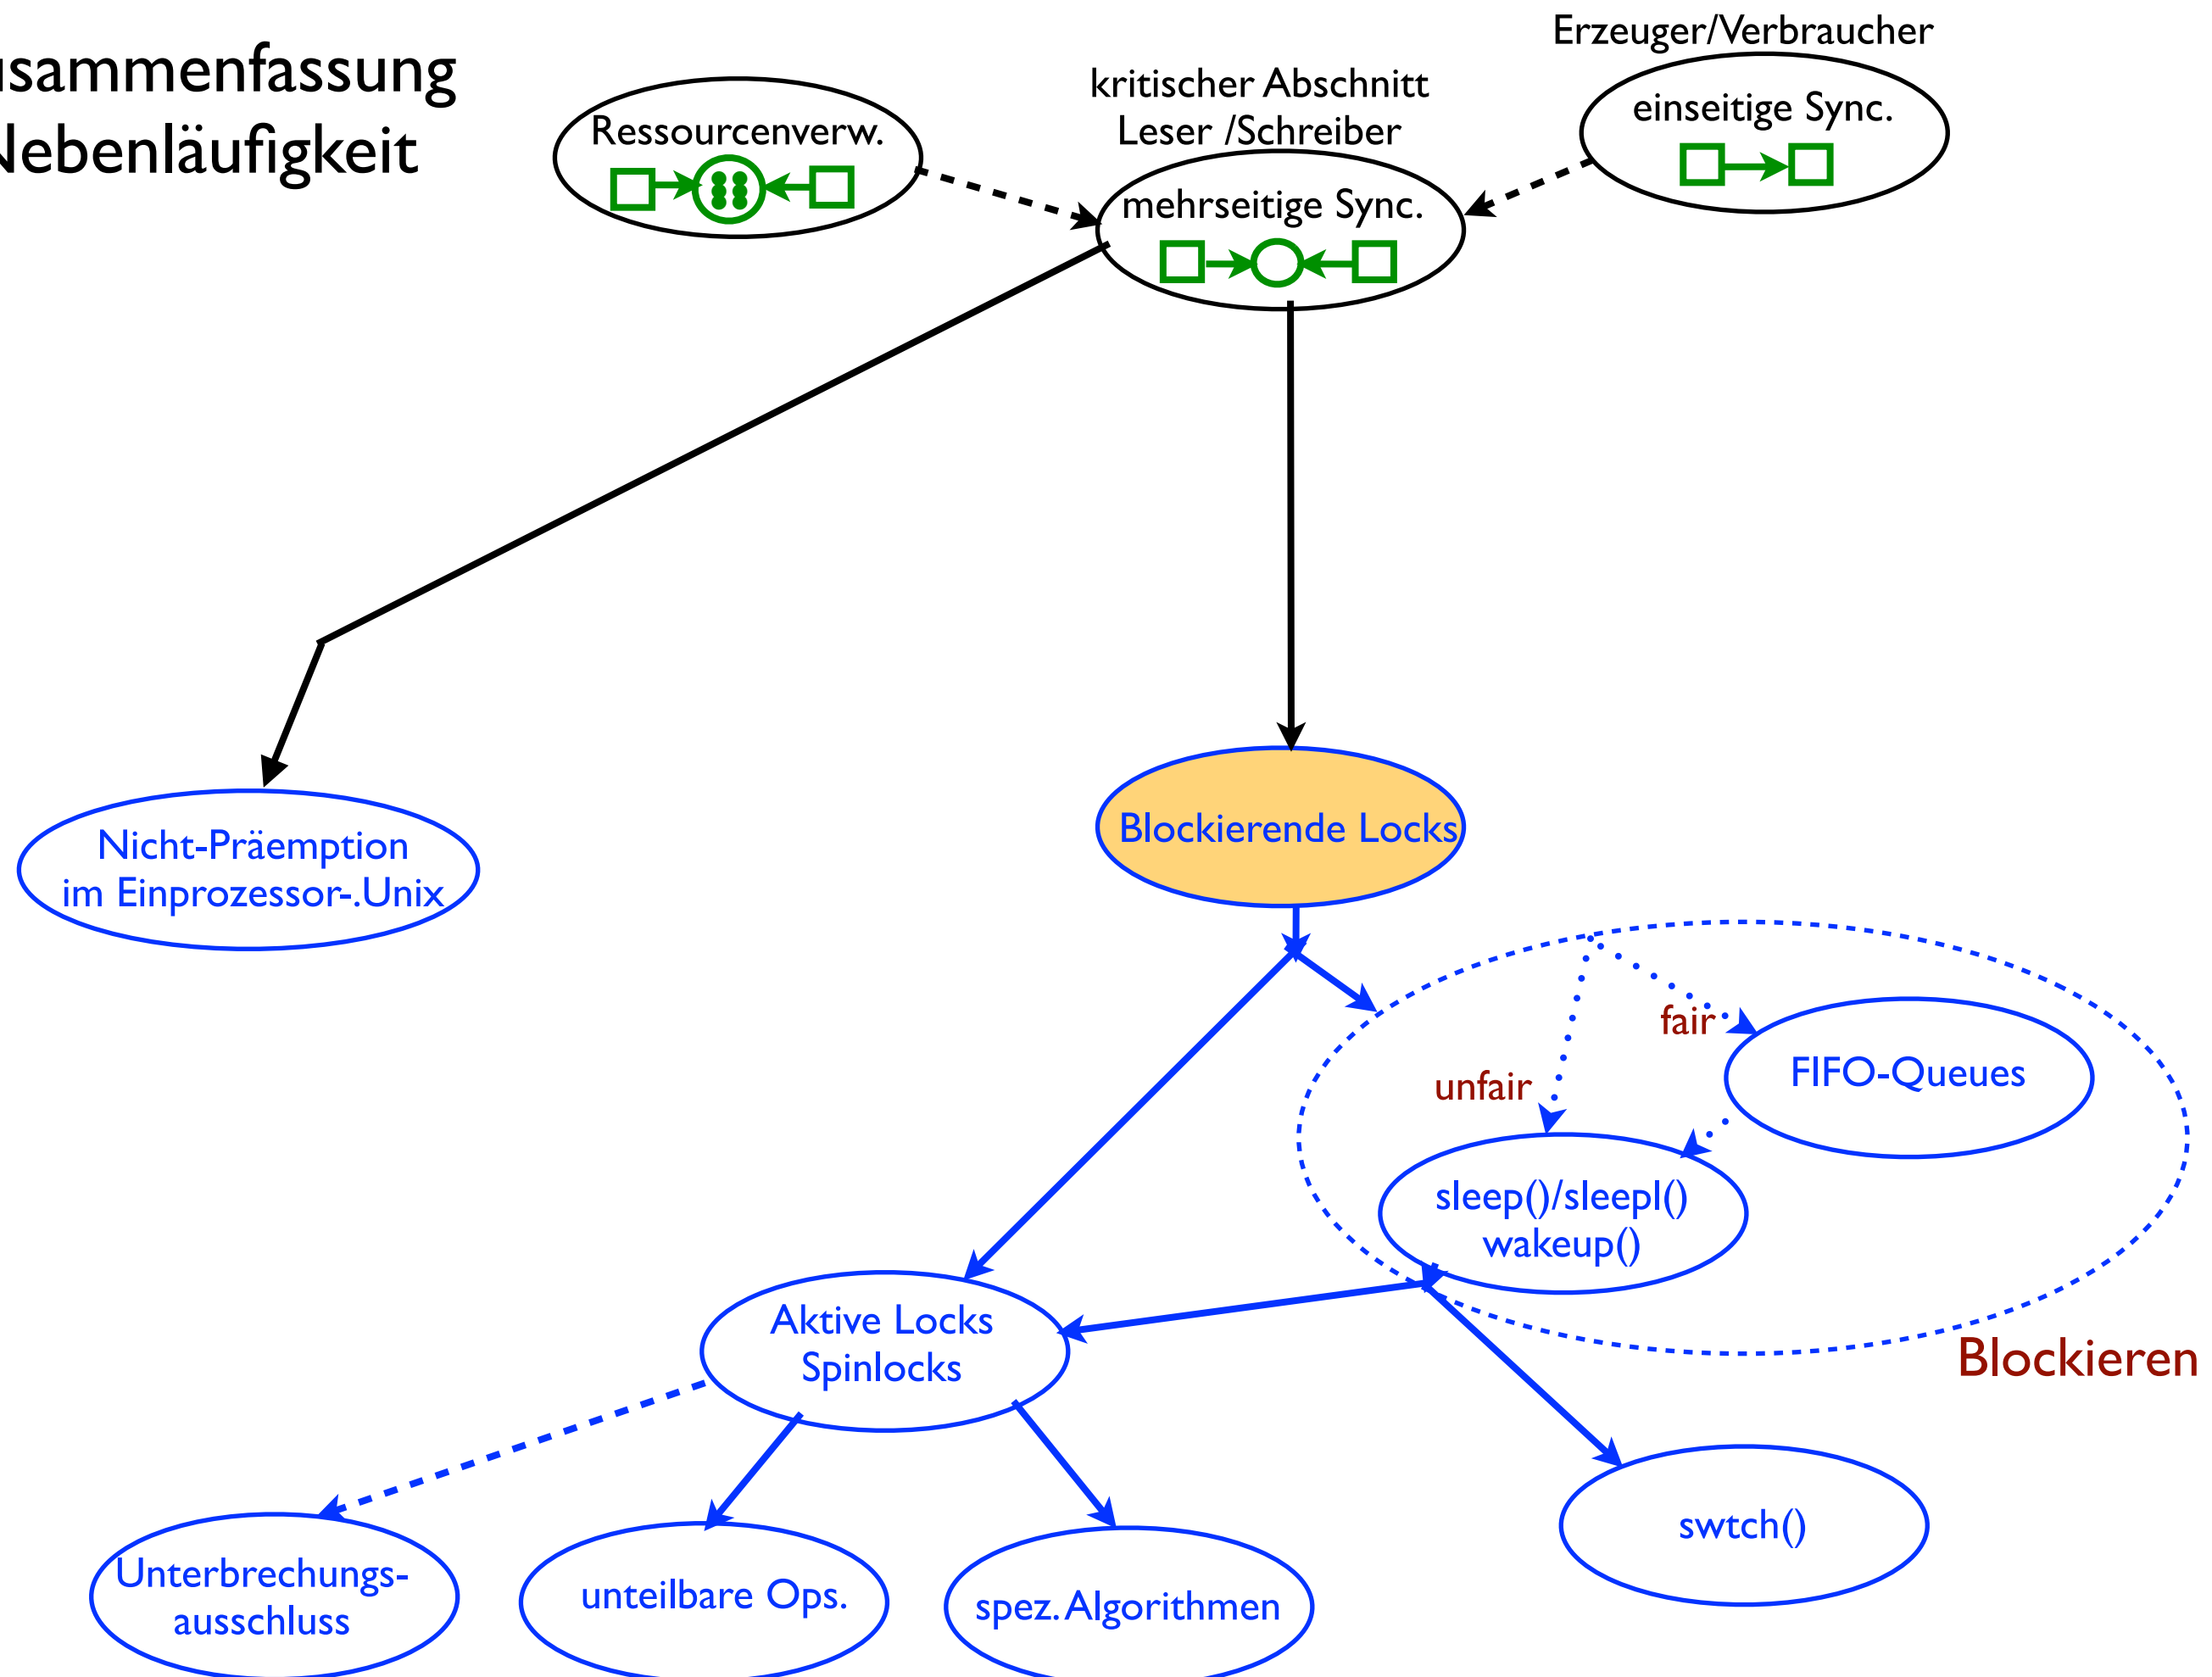 usammenfassung
Nebenläufigkeit
Erzeuger/Verbraucher
einseitige Sync.
kritischer Abschnitt
Leser /Schreiber
mehrseitige Sync.
Ressourcenverw.
Nicht-Präemption
im Einprozessor-.Unix
Blockierende Locks
fair
unfair
FIFO-Queues
sleep()/sleepl()
wakeup()
Blockieren
Aktive Locks
Spinlocks
swtch()
Unterbrechungs-
ausschluss
unteilbare Ops.
spez. Algorithmen